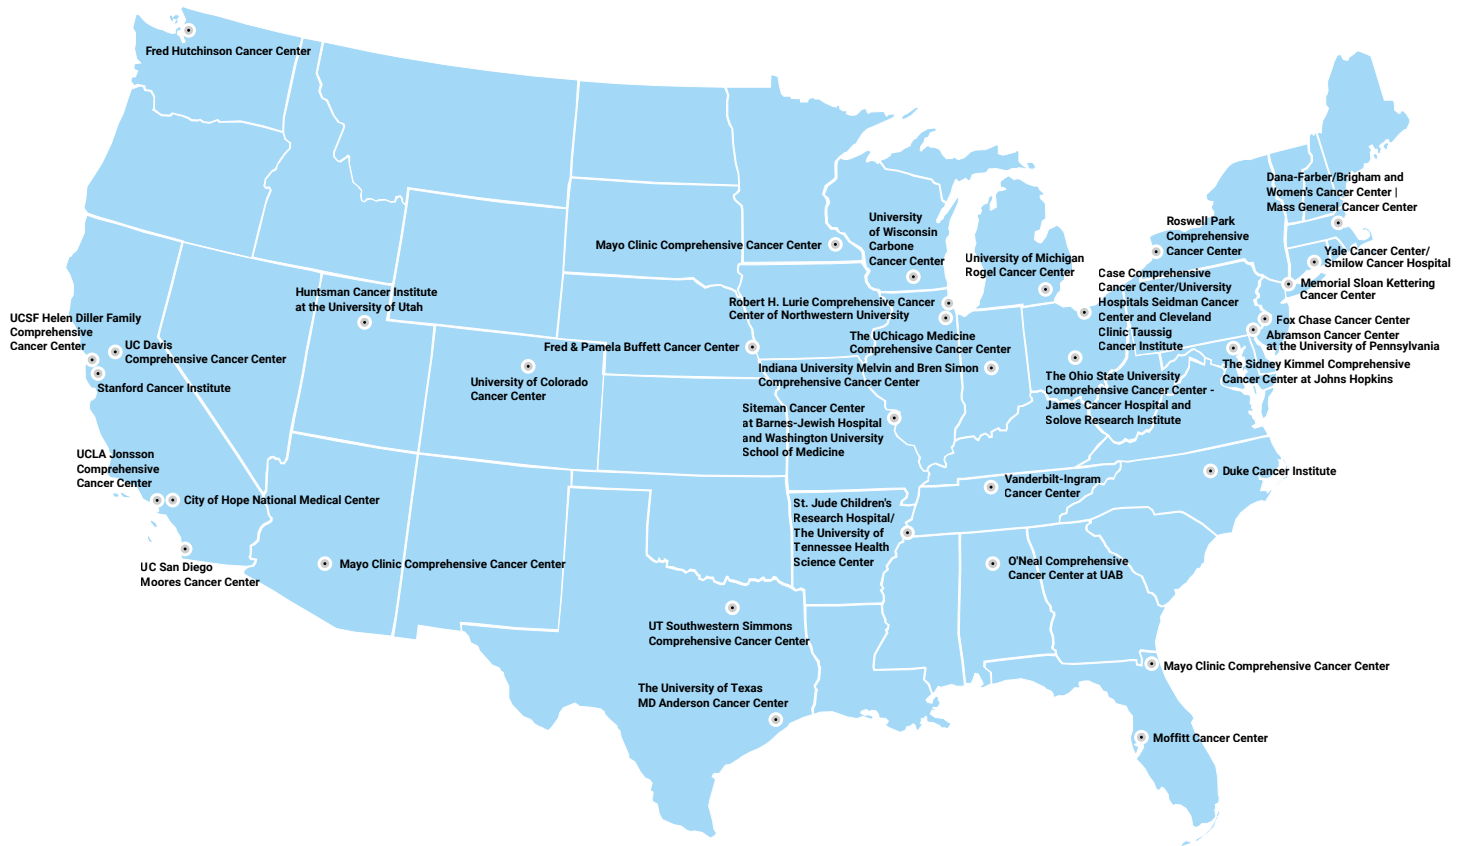 Fred Hutchinson Cancer Center
Dana-Farber/Brigham and
Women's Cancer Center |
Mass General Cancer Center
University
of Wisconsin
Carbone
Cancer Center
Roswell Park
Comprehensive
Cancer Center
Mayo Clinic Comprehensive Cancer Center
University of Michigan
Rogel Cancer Center
Yale Cancer Center/
Smilow Cancer Hospital
Case Comprehensive
Cancer Center/University
Hospitals Seidman Cancer
Center and Cleveland
Clinic Taussig
Cancer Institute
Memorial Sloan Kettering
Cancer Center
Huntsman Cancer Institute
at the University of Utah
Robert H. Lurie Comprehensive Cancer
Center of Northwestern University
UCSF Helen Diller Family
Comprehensive
Cancer Center
Fox Chase Cancer Center
The UChicago Medicine
Comprehensive Cancer Center
Abramson Cancer Center
at the University of Pennsylvania
UC Davis
Comprehensive Cancer Center
Fred & Pamela Buffett Cancer Center
The Sidney Kimmel Comprehensive
Cancer Center at Johns Hopkins
Indiana University Melvin and Bren Simon
Comprehensive Cancer Center
University of Colorado
Cancer Center
The Ohio State University
Comprehensive Cancer Center -
James Cancer Hospital and
Solove Research Institute
Stanford Cancer Institute
Siteman Cancer Center
at Barnes-Jewish Hospital
and Washington University
School of Medicine
UCLA Jonsson
Comprehensive
Cancer Center
Duke Cancer Institute
Vanderbilt-Ingram
Cancer Center
City of Hope National Medical Center
St. Jude Children's
Research Hospital/
The University of
Tennessee Health
Science Center
UC San Diego
Moores Cancer Center
Mayo Clinic Comprehensive Cancer Center
O'Neal Comprehensive
Cancer Center at UAB
UT Southwestern Simmons
Comprehensive Cancer Center
Mayo Clinic Comprehensive Cancer Center
The University of Texas
MD Anderson Cancer Center
Moffitt Cancer Center